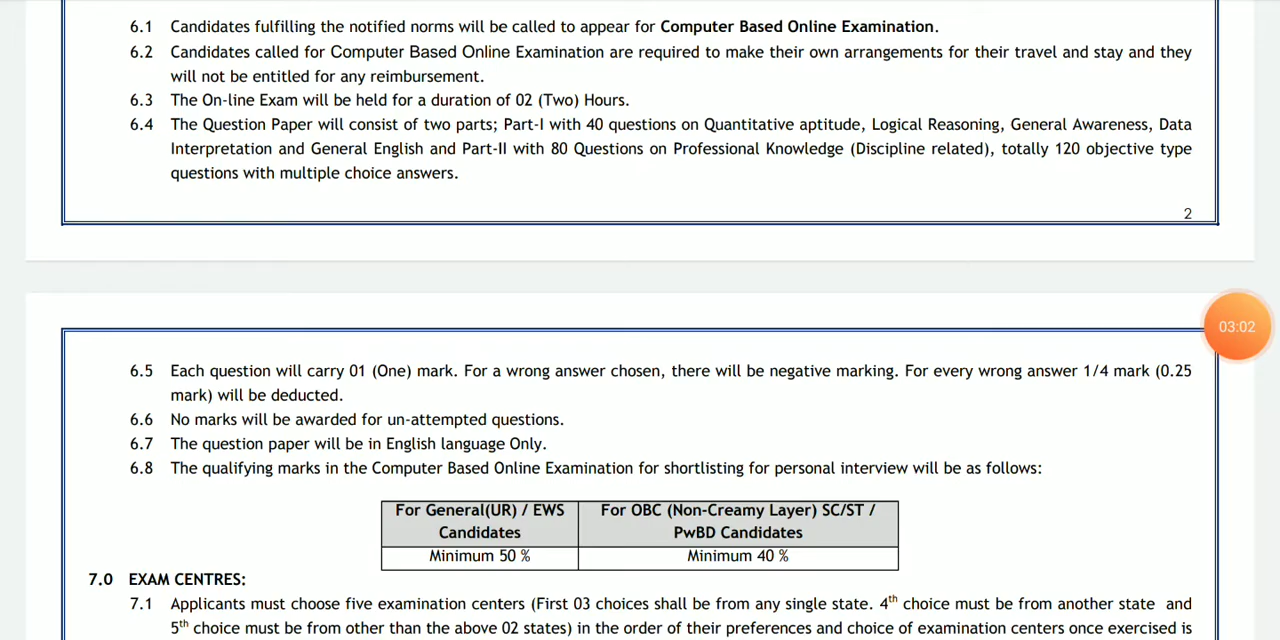 6.1 Candidates fulfilling the notified norms will be called to appear for Computer Based Online Examination.
6.2 Candidates called for Computer Based Online Examination are required to make their own arrangements for their travel and stay and they
will not be entitled for any reimbursement.
6.3 The On-line Exam will be held for a duration of 02 (Two) Hours.
6.4 The Question Paper will consist of two parts; Part-I with 40 questions on Quantitative aptitude, Logical Reasoning, General Awareness, Data
Interpretation and General English and Part-II with 80 Questions on Professional Knowledge (Discipline related), totally 120 objective type
questions with multiple choice answers.
2
03:02
6.5 Each question will carry 01 (One) mark. For a wrong answer chosen, there will be negative marking. For every wrong answer 1/4 mark (0.25
mark) will be deducted.
6.6 No marks will be awarded for un-attempted questions.
6.7 The question paper will be in English language Only.
6.8 The qualifying marks in the Computer Based Online Examination for shortlisting for personal interview will be as follows:
For General(UR) / EWS For OBC (Non-Creamy Layer) SC/ST /
Candidates PwBD Candidates
Minimum 50 % Minimum 40 %
7.0 EXAM CENTRES:
7.1 Applicants must choose five examination centers (First 03 choices shall be from any single state. 4th choice must be from another state and
5th choice must be from other than the above 02 states) in the order of their preferences and choice of examination centers once exercised is